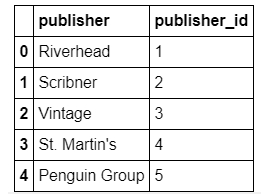 publisher publisher_id
0 Riverhead 1
1 Scribner 2
2 Vintage 3
3 St. Martin's 4
4 Penguin Group 5